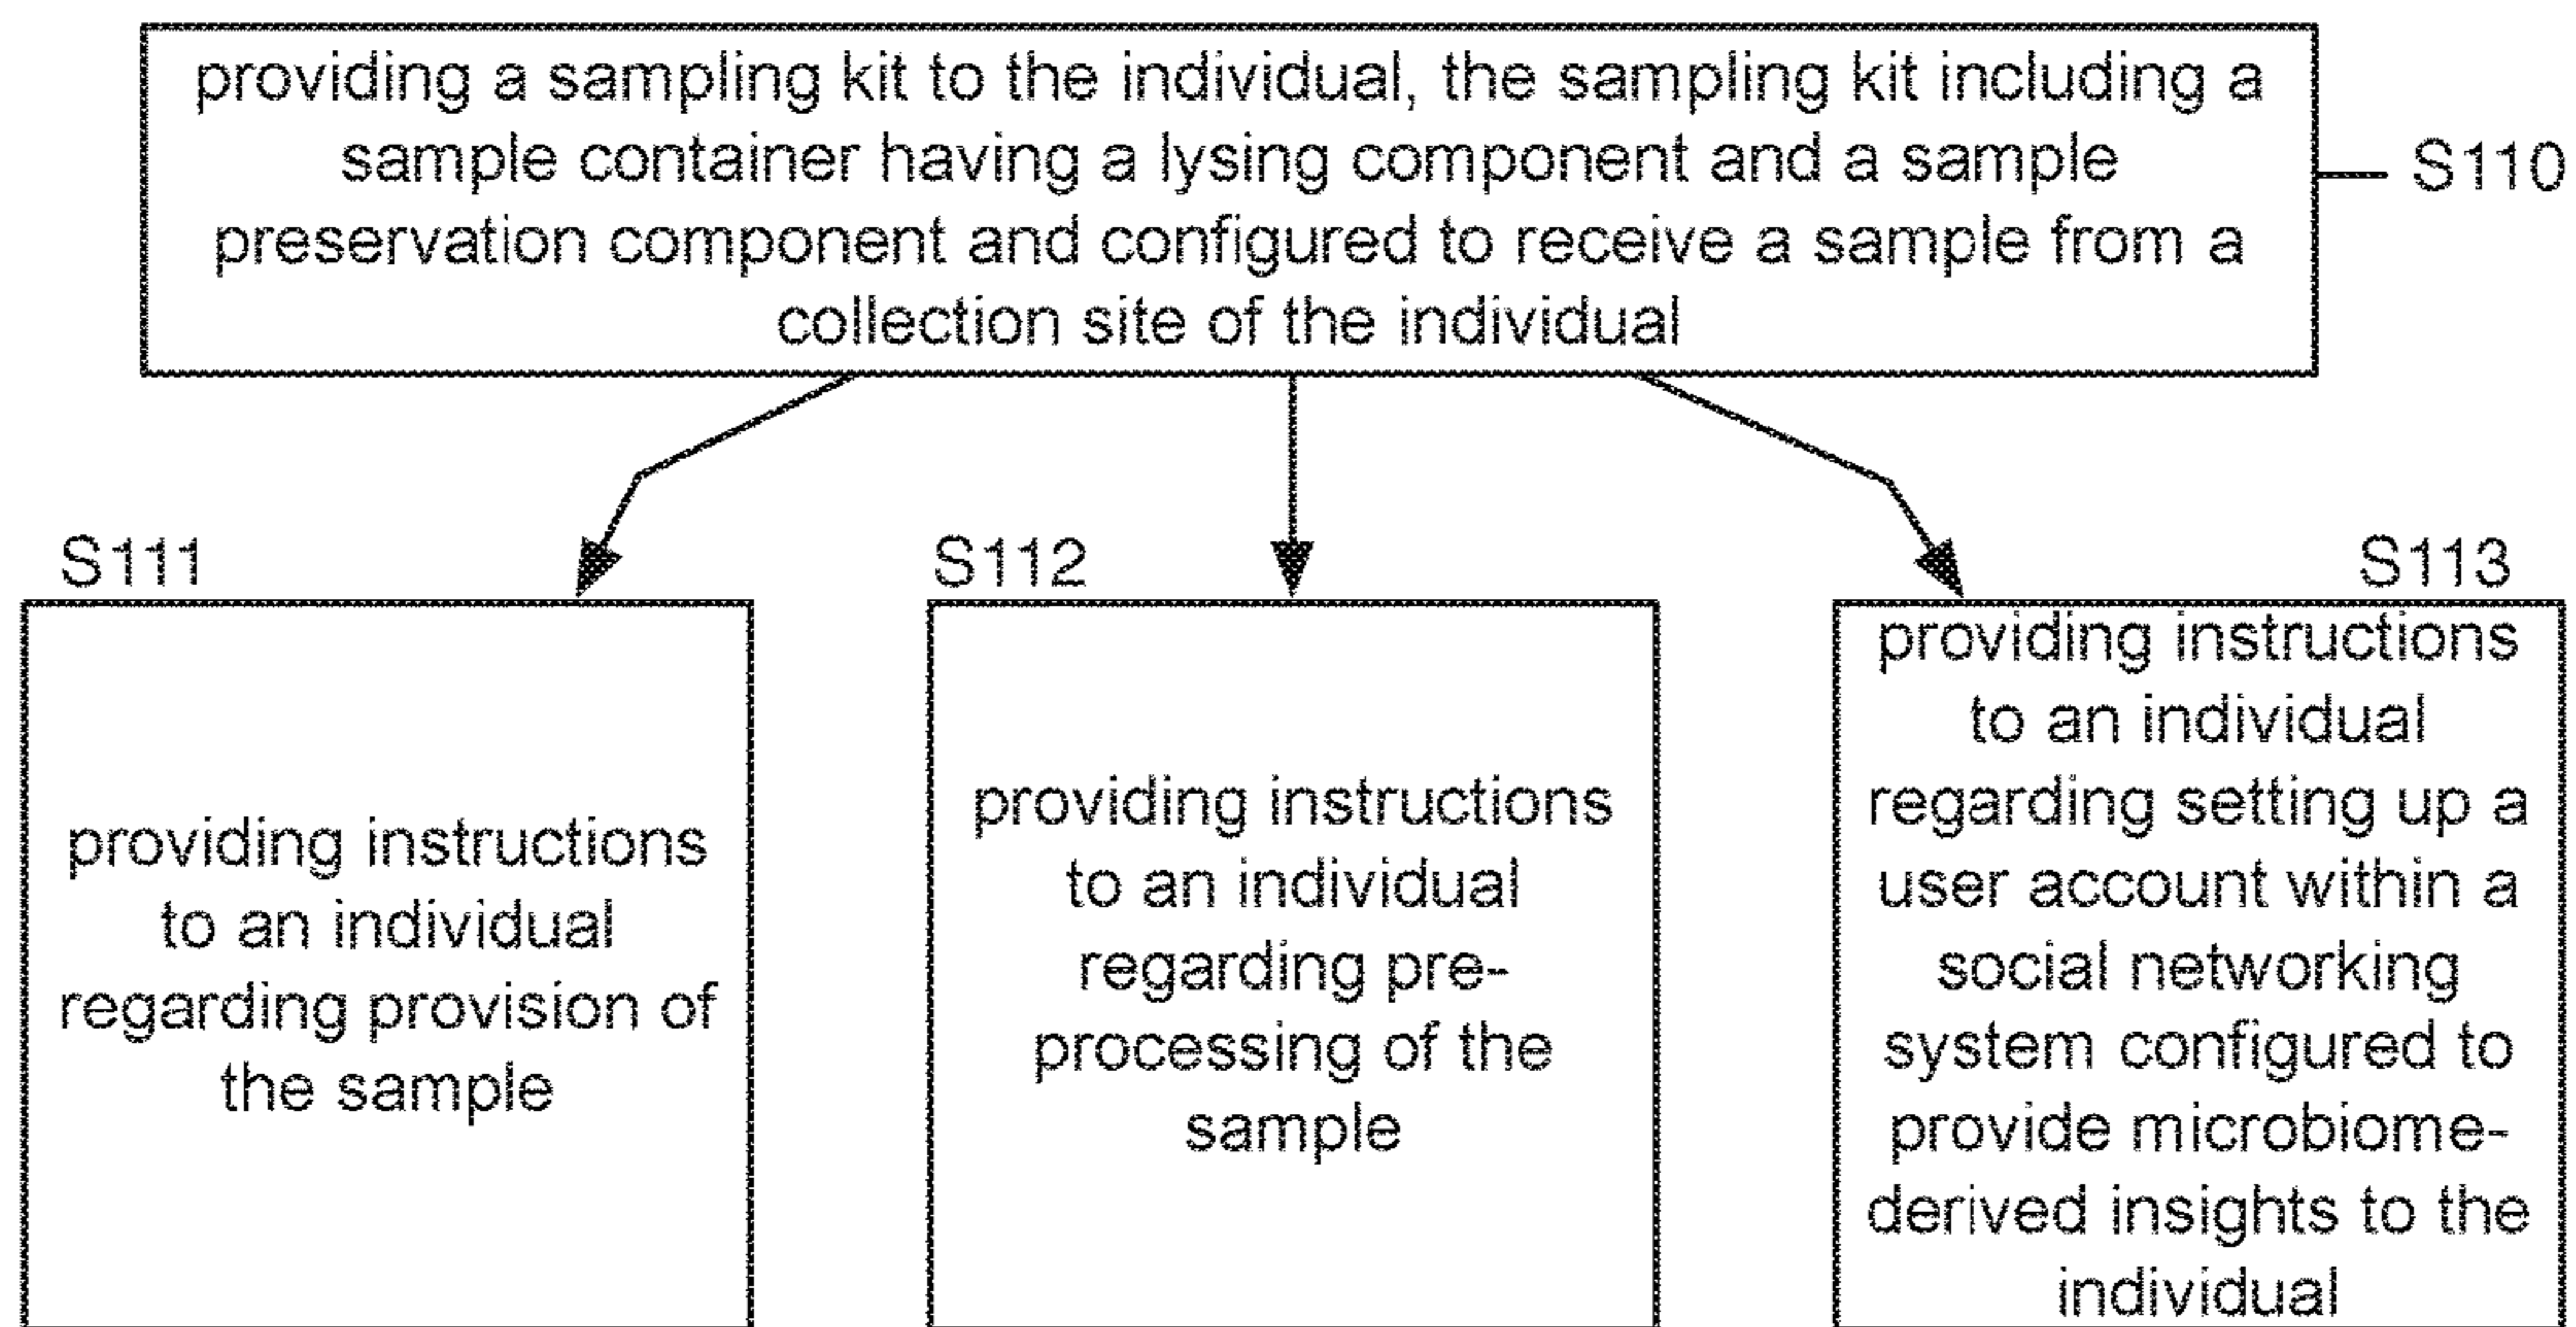 providing a sampling kit to the individual, the sampling kit including a
sample container having a lysing component and a sample
preservation component and configured to receive a sample from a
collection site of the individual
S110
S111
providing instructions
to an individual
regarding provision of
the sample
S112
providing instructions
to an individual
regarding pre-
processing of the
sample
S113
providing instructions
to an individual
regarding setting up a
user account within a
social networking
system configured to
provide microbiome-
derived insights to the
individual